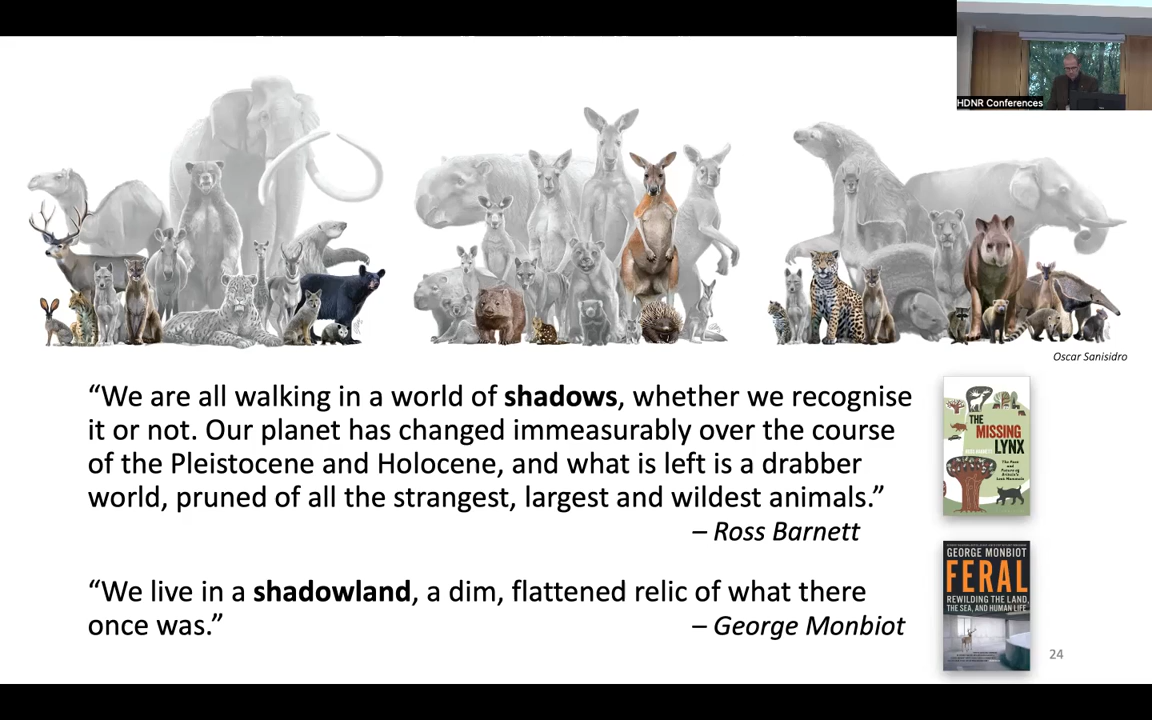 HDNR Conferences
Oscar Sanisidro
“We are all walking in a world of shadows, whether we recognise
it or not. Our planet has changed immeasurably over the course
of the Pleistocene and Holocene, and what is left is a drabber
world, pruned of all the strangest, largest and wildest animals.”
– Ross Barnett
THE
MISSING
LYNX
ROSS BARNETT
The Past
and
Future of
Britain's
Lost Mammals
“We live in a shadowland, a dim, flattened relic of what there
once was.”
– George Monbiot
GEORGE MONBIOT
FERAL
REWILDING THE LAND,
THE SEA, AND HUMAN LIFE
24